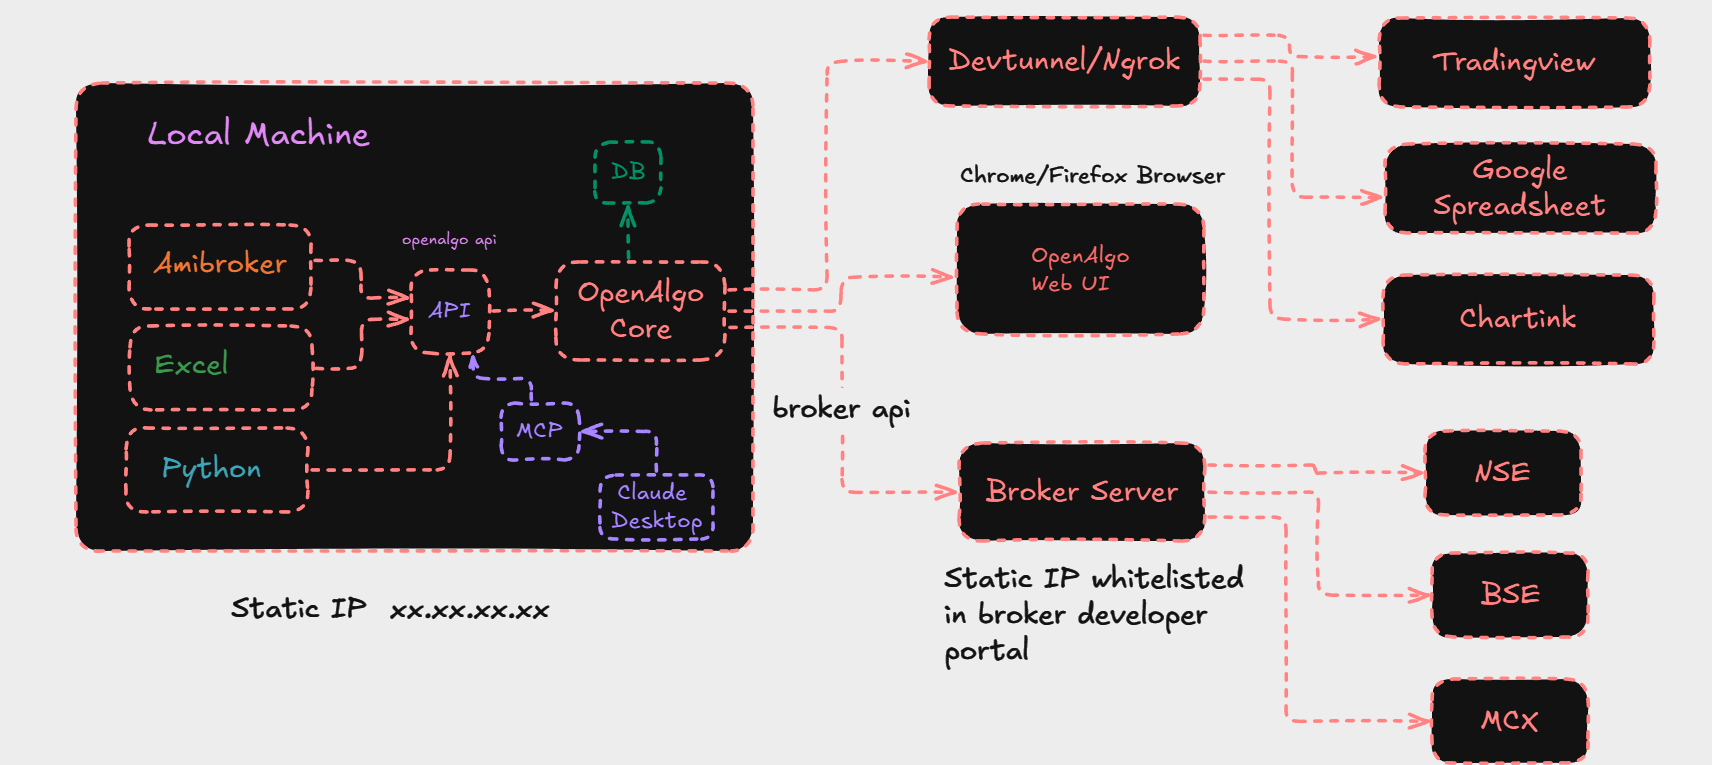 Local Machine
DB
Amibroker
openalgo api
API
OpenAlgo
Core
Excel
MCP
Python
Claude
Desktop
Static IP xx.xx.xx.xx
Devtunnel/Ngrok
Tradingview
Google
Spreadsheet
Chartink
Chrome/Firefox Browser
OpenAlgo
Web UI
broker api
Broker Server
Static IP whitelisted
in broker developer
portal
NSE
BSE
MCX